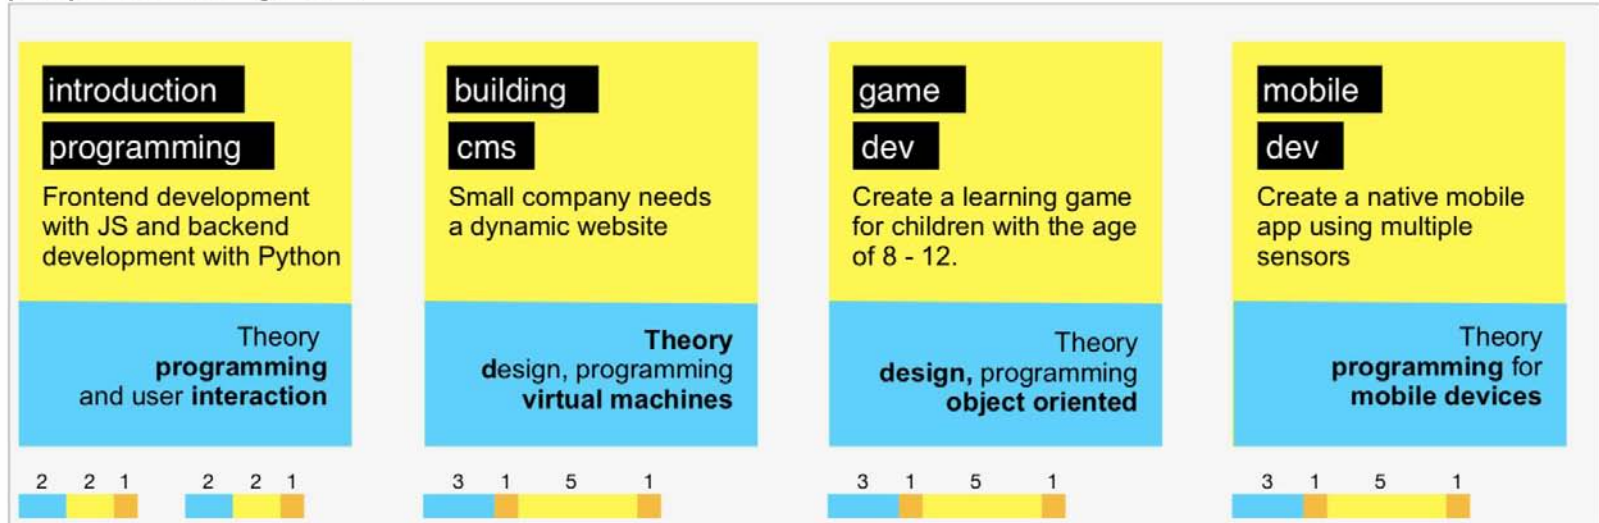 introduction
programming
Frontend development
with JS and backend
development with Python
Theory
programming
and user interaction
2 2 1 2 2 1
building
cms
Small company needs
a dynamic website
Theory
design, programming
virtual machines
3 1 5 1
game
dev
Create a learning game
for children with the age
of 8 - 12.
Theory
design, programming
object oriented
3 1 5 1
mobile
dev
Create a native mobile
app using multiple
sensors
Theory
programming for
mobile devices
3 1 5 1